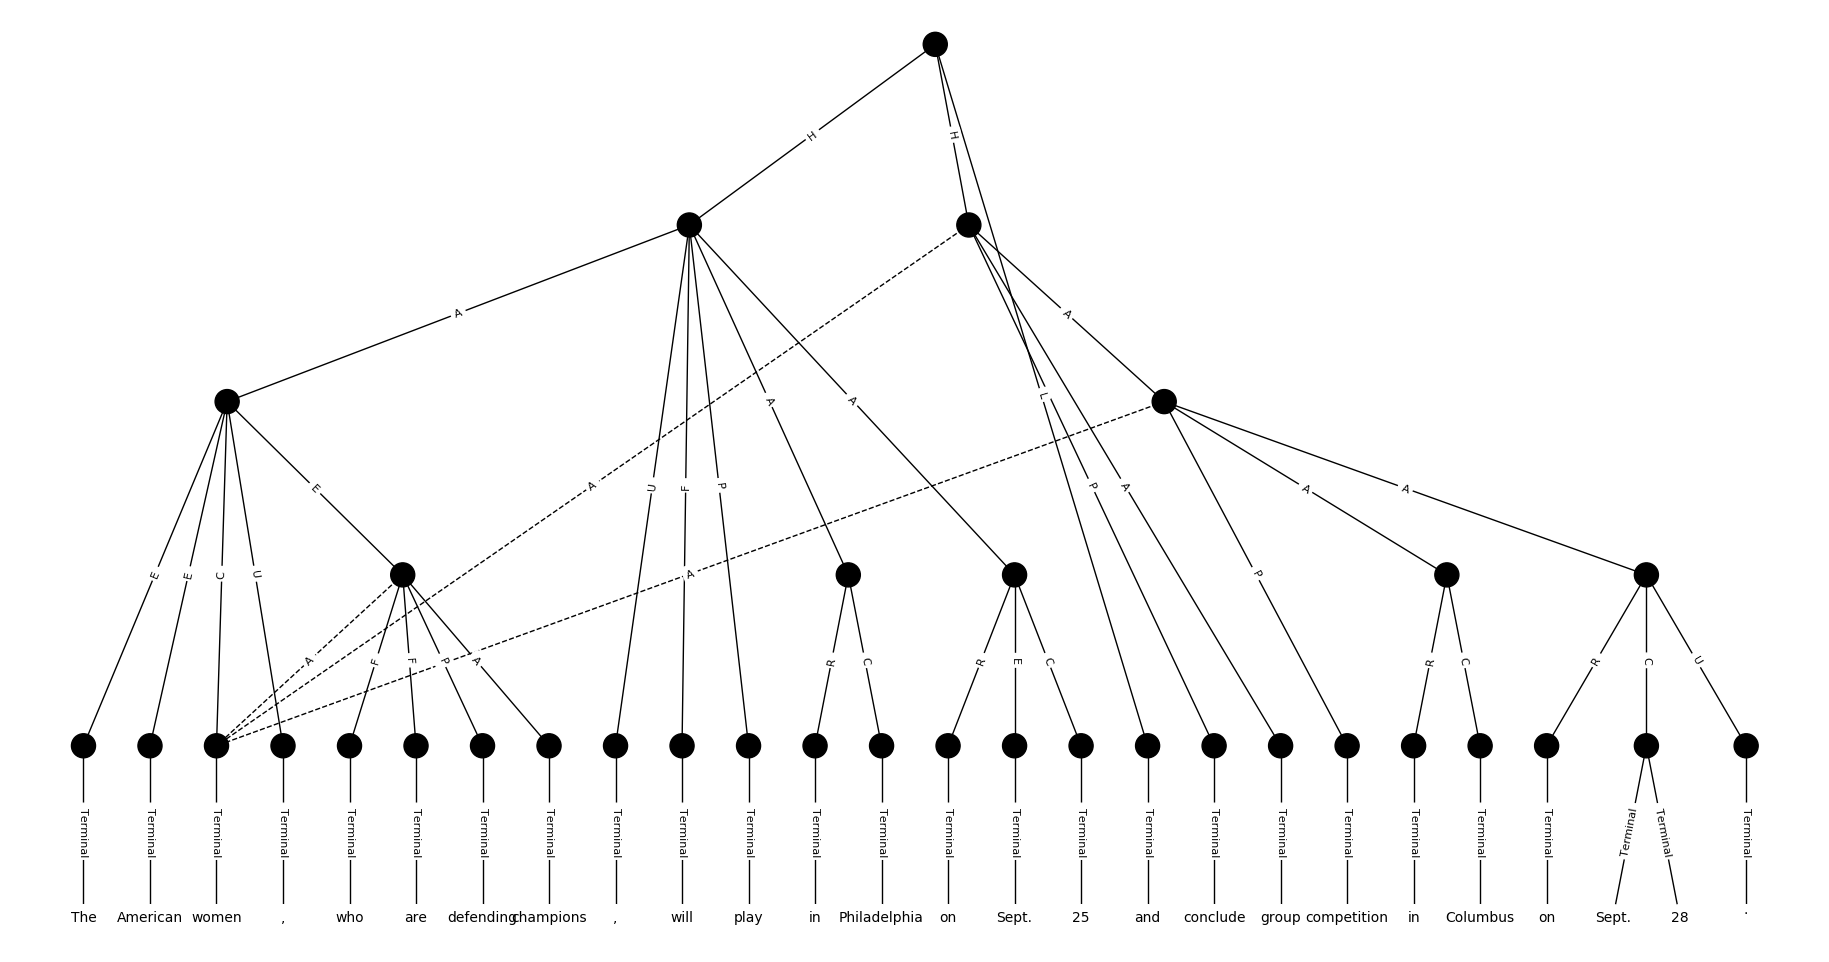 H H
A A
L
A A
E A U F P P A A A
A P
E E C U
A F F P A R C R E C R C R C U
Terminal Terminal Terminal Terminal Terminal Terminal Terminal Terminal Terminal Terminal Terminal Terminal Terminal Terminal Terminal Terminal Terminal Terminal Terminal Terminal Terminal Terminal Terminal Terminal Terminal Terminal
The American women , who are defending champions , will play in Philadelphia on Sept. 25 and conclude group competition in Columbus on Sept. 28 .